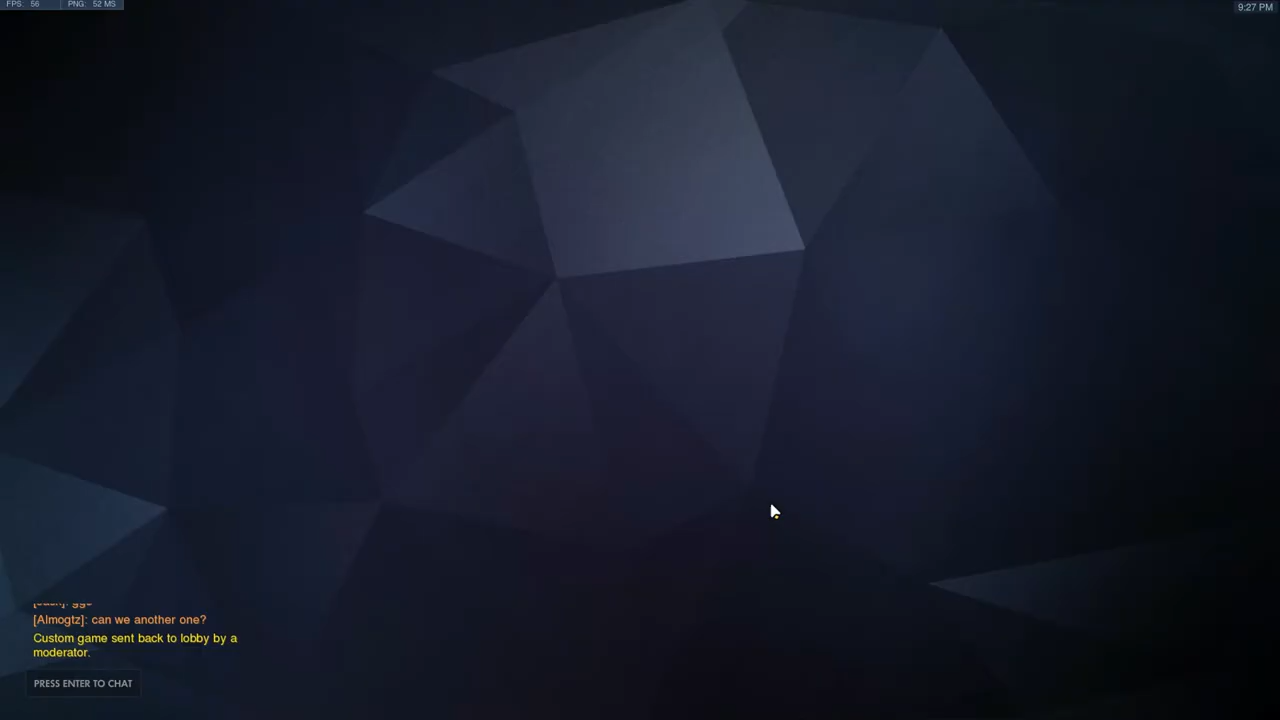 FPS: 56 PNG: 52 MS
9:27 PM
[Almogtz]: can we another one?
Custom game sent back to lobby by a
moderator.
PRESS ENTER TO CHAT